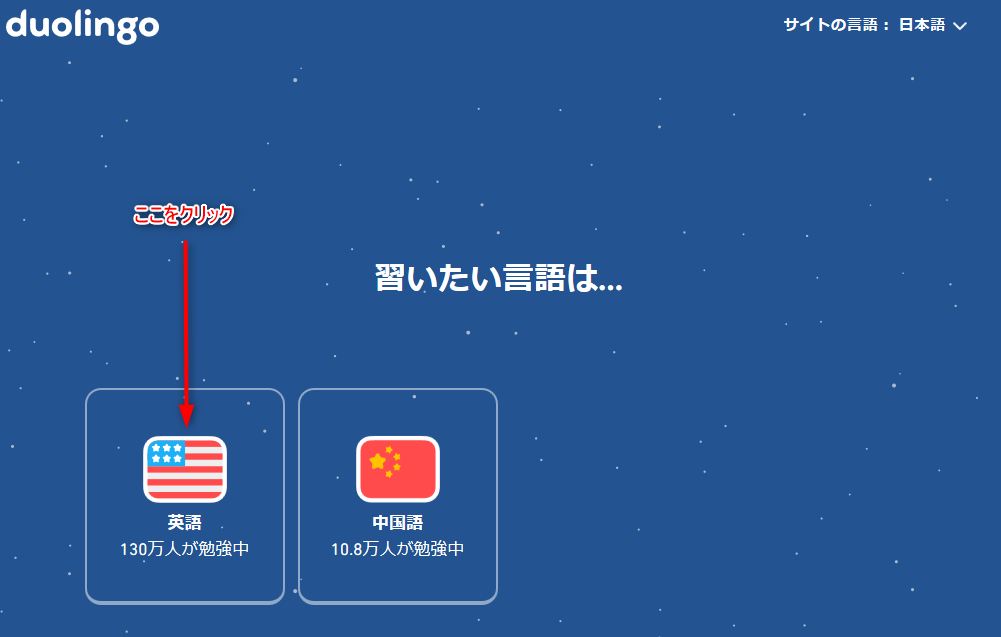 duolingo
サイトの言語： 日本語
ここをクリック
習いたい言語は...
英語
130万人が勉強中
中国語
10.8万人が勉強中